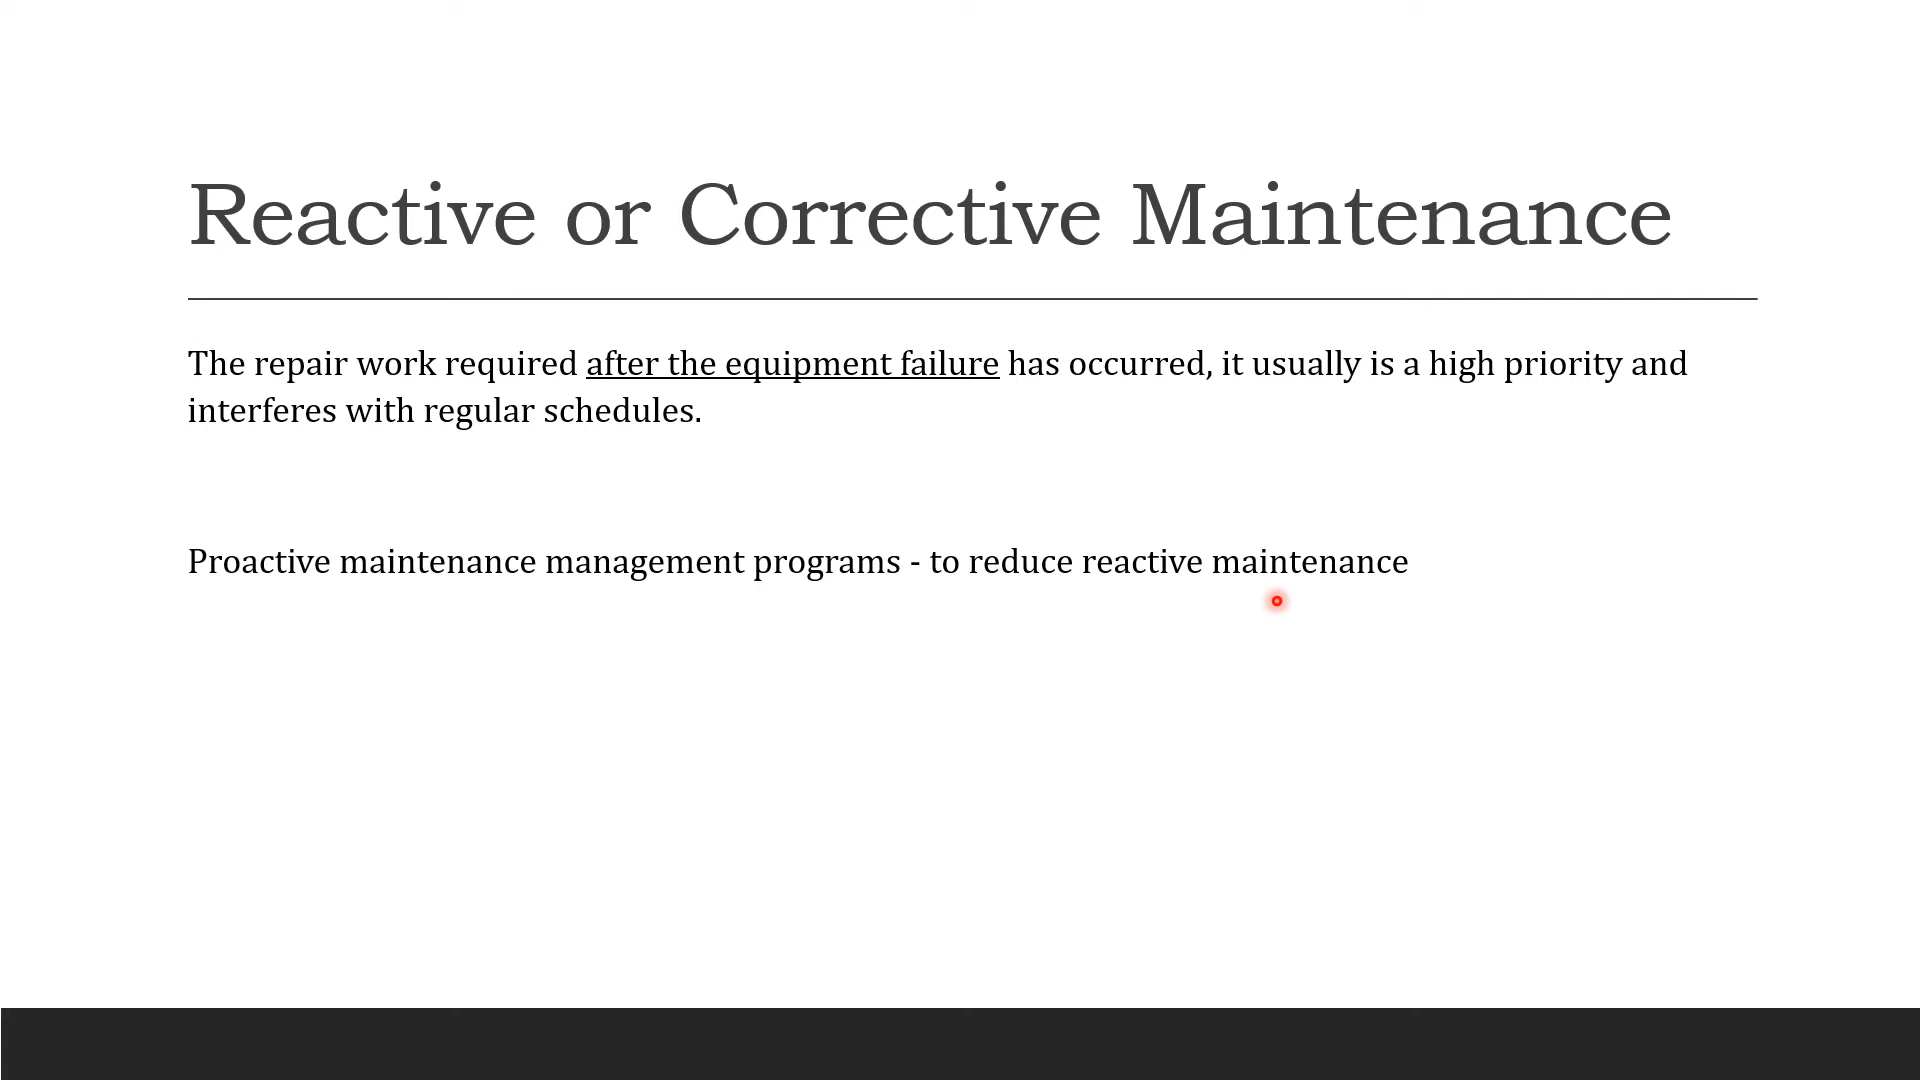 Reactive or Corrective Maintenance
The repair work required after the equipment failure has occurred, it usually is a high priority and
interferes with regular schedules.
Proactive maintenance management programs - to reduce reactive maintenance